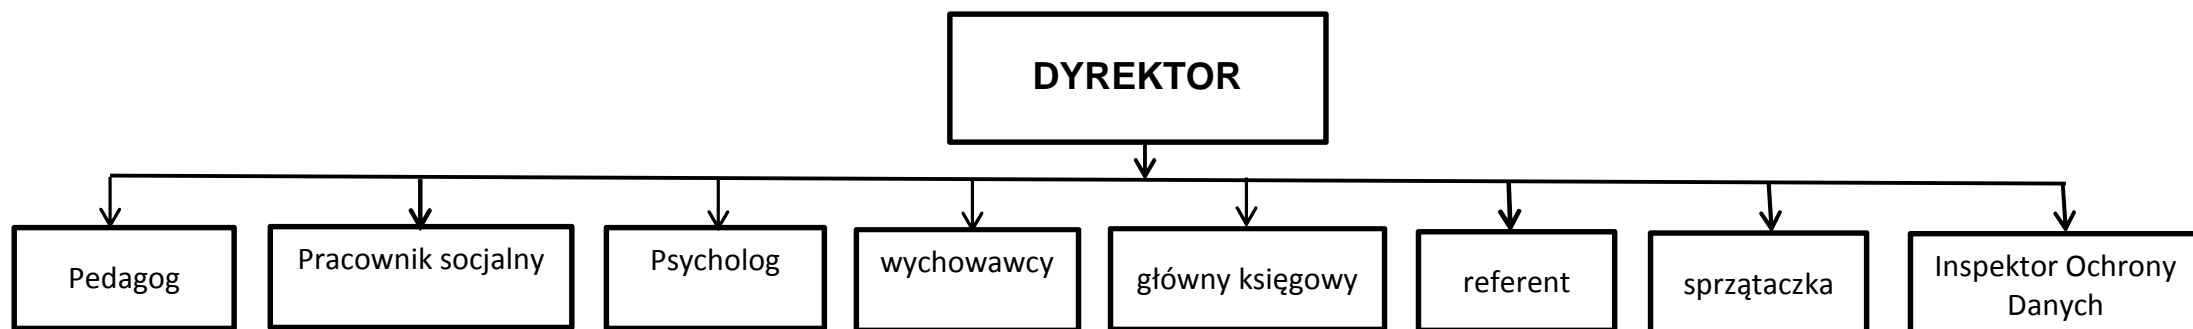 DYREKTOR
Pedagog
Pracownik socjalny
Psycholog
wychowawcy
główny księgowy
referent
sprzątaczka
Inspektor Ochrony
Danych